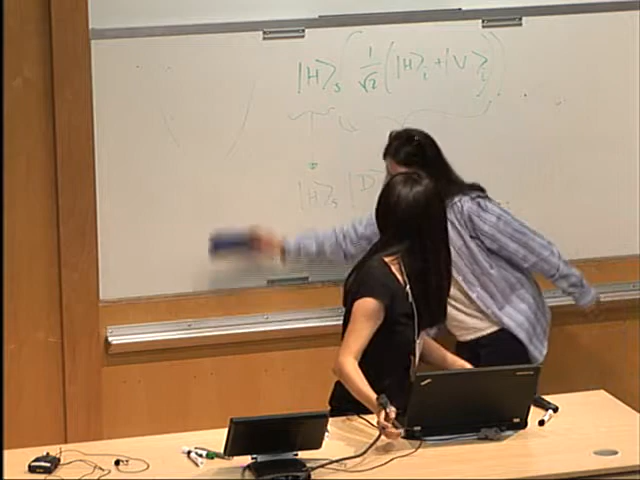 |H⟩ₛ ( 1/√2 ( |H⟩ᵢ + |V⟩ᵢ ) )
|H⟩ₛ |D